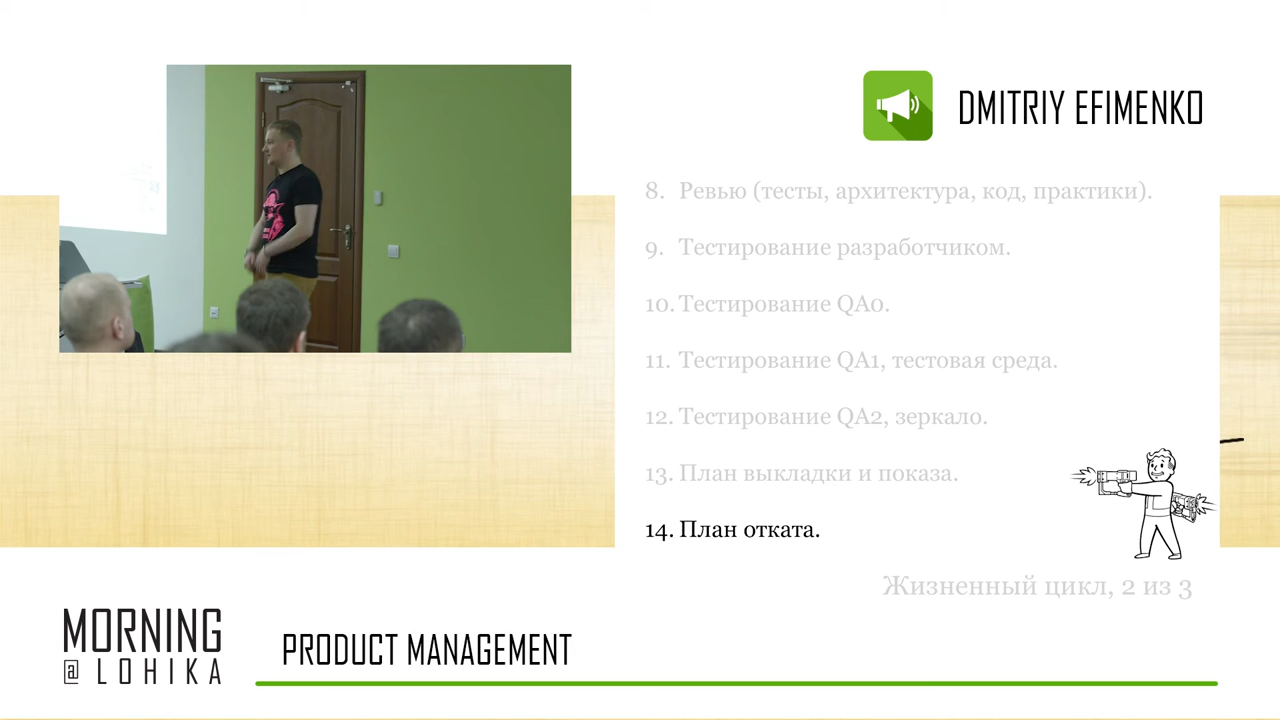 DMITRIY EFIMENKO
8. Ревью (тесты, архитектура, код, практики).
9. Тестирование разработчиком.
10. Тестирование QA0.
11. Тестирование QA1, тестовая среда.
12. Тестирование QA2, зеркало.
13. План выкладки и показа.
14. План отката.
Жизненный цикл, 2 из 3
MORNING
@ LOHIKA
PRODUCT MANAGEMENT